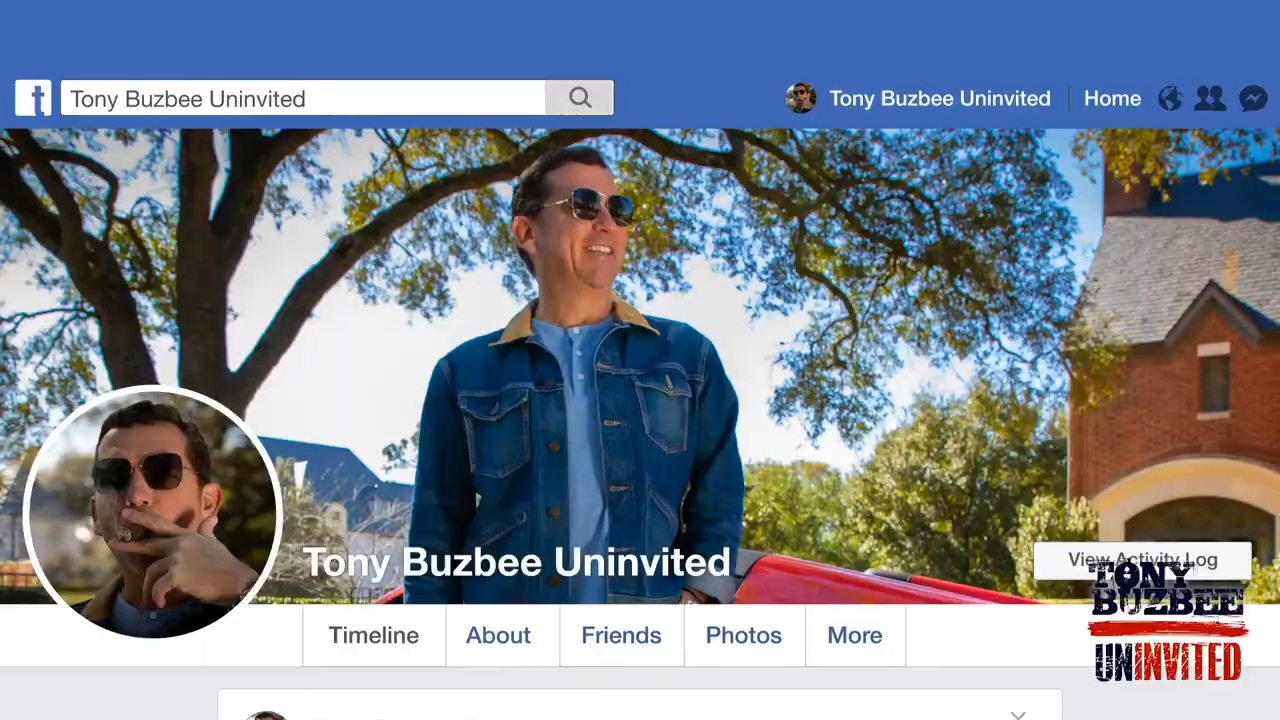 t Tony Buzbee Uninvited
Tony Buzbee Uninvited Home
Tony Buzbee Uninvited
View Activity Log
TONY
BUZBEE
UNINVITED
Timeline About Friends Photos More